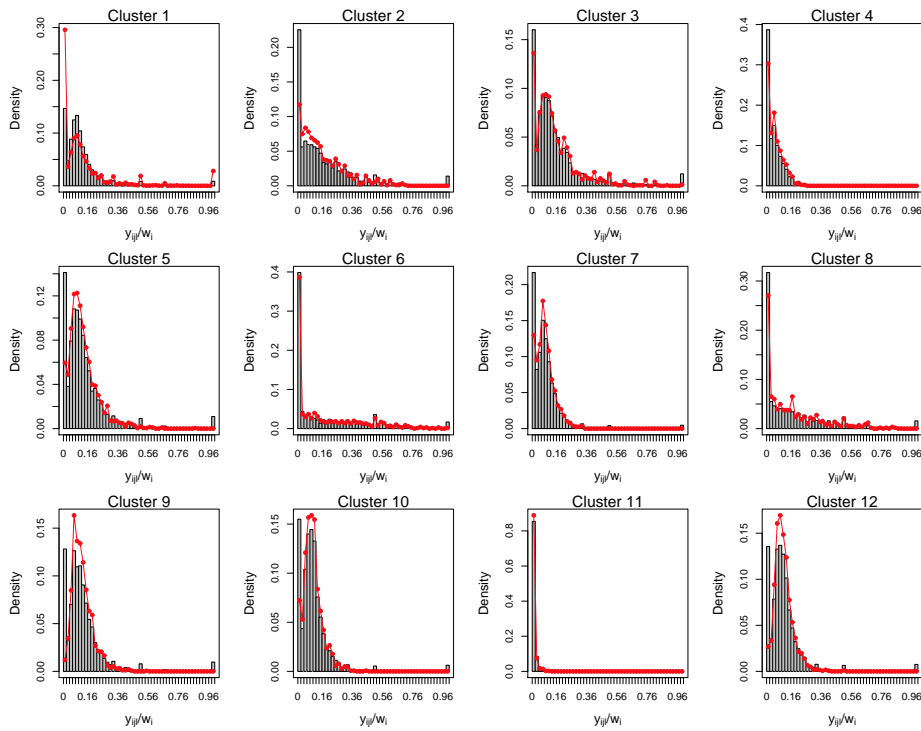 Cluster 1
Density
0.00 0.10 0.20 0.30
0 0.16 0.36 0.56 0.76 0.96
y_ijl/w_i
Cluster 2
Density
0.00 0.05 0.10 0.15 0.20
0 0.16 0.36 0.56 0.76 0.96
y_ijl/w_i
Cluster 3
Density
0.00 0.05 0.10 0.15
0 0.16 0.36 0.56 0.76 0.96
y_ijl/w_i
Cluster 4
Density
0.0 0.1 0.2 0.3 0.4
0 0.16 0.36 0.56 0.76 0.96
y_ijl/w_i
Cluster 5
Density
0.00 0.04 0.08 0.12
0 0.16 0.36 0.56 0.76 0.96
y_ijl/w_i
Cluster 6
Density
0.0 0.1 0.2 0.3 0.4
0 0.16 0.36 0.56 0.76 0.96
y_ijl/w_i
Cluster 7
Density
0.00 0.05 0.10 0.15 0.20
0 0.16 0.36 0.56 0.76 0.96
y_ijl/w_i
Cluster 8
Density
0.00 0.10 0.20 0.30
0 0.16 0.36 0.56 0.76 0.96
y_ijl/w_i
Cluster 9
Density
0.00 0.05 0.10 0.15
0 0.16 0.36 0.56 0.76 0.96
y_ijl/w_i
Cluster 10
Density
0.00 0.05 0.10 0.15
0 0.16 0.36 0.56 0.76 0.96
y_ijl/w_i
Cluster 11
Density
0.0 0.2 0.4 0.6 0.8
0 0.16 0.36 0.56 0.76 0.96
y_ijl/w_i
Cluster 12
Density
0.00 0.05 0.10 0.15
0 0.16 0.36 0.56 0.76 0.96
y_ijl/w_i